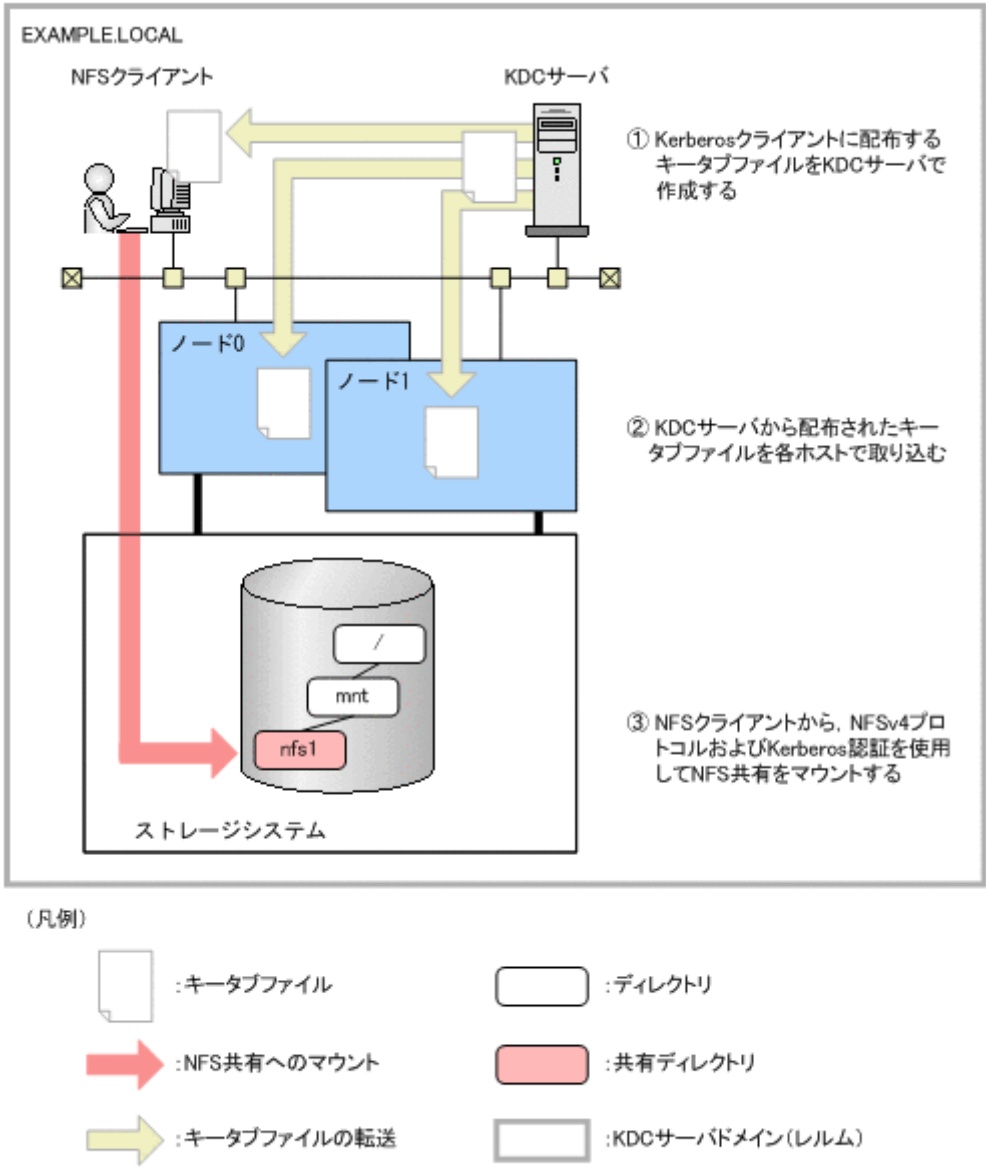 EXAMPLE.LOCAL
NFSクライアント
KDCサーバ
① Kerberosクライアントに配布する
キータブファイルをKDCサーバで
作成する
ノード0
ノード1
② KDCサーバから配布されたキー
タブファイルを各ホストで取り込む
/
mnt
nfs1
③ NFSクライアントから，NFSv4プロ
トコルおよびKerberos認証を使用
してNFS共有をマウントする
ストレージシステム
(凡例)
:キータブファイル
:ディレクトリ
:NFS共有へのマウント
:共有ディレクトリ
:キータブファイルの転送
:KDCサーバドメイン(レルム)